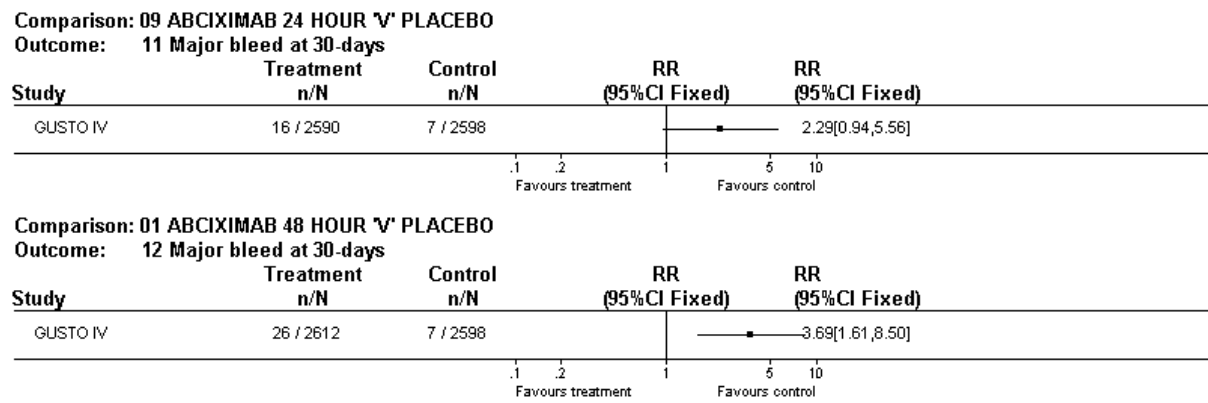 Comparison: 09 ABCIXIMAB 24 HOUR 'V' PLACEBO
Outcome: 11 Major bleed at 30-days
Treatment Control RR RR
Study n/N n/N (95%CI Fixed) (95%CI Fixed)
GUSTO IV 16 / 2590 7 / 2598 2.29[0.94,5.56]
.1 .2 1 5 10
Favours treatment Favours control
Comparison: 01 ABCIXIMAB 48 HOUR 'V' PLACEBO
Outcome: 12 Major bleed at 30-days
Treatment Control RR RR
Study n/N n/N (95%CI Fixed) (95%CI Fixed)
GUSTO IV 26 / 2612 7 / 2598 3.69[1.61,8.50]
.1 .2 1 5 10
Favours treatment Favours control